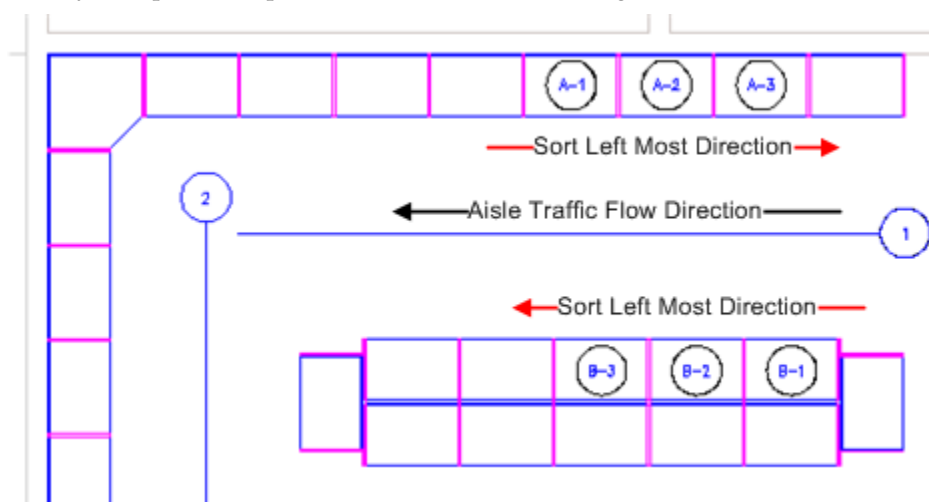 A-1 A-2 A-3
Sort Left Most Direction
2
Aisle Traffic Flow Direction
1
Sort Left Most Direction
B-3 B-2 B-1